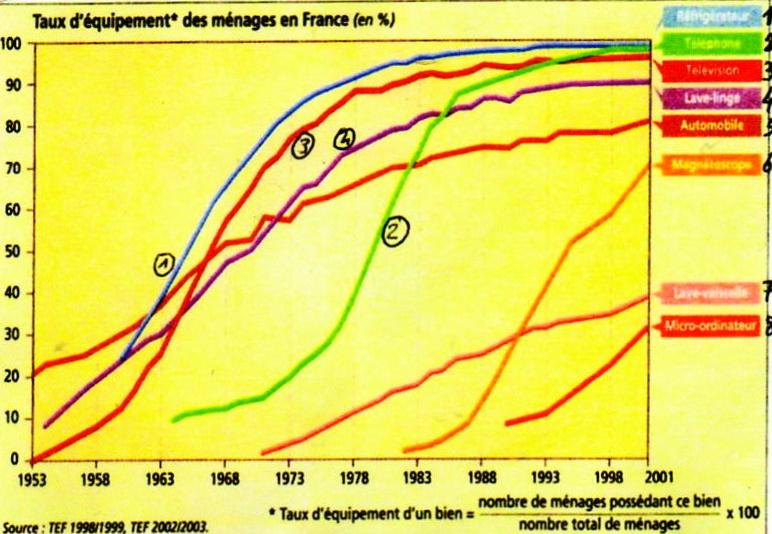 Taux d'équipement* des ménages en France (en %)
Réfrigérateur 1
Téléphone 2
Télévision 3
Lave-linge 4
Automobile 5
Magnétoscope 6
Lave-vaisselle 7
Micro-ordinateur 8
100
90
80
70
60
50
40
30
20
10
0
3
4
2
1
1953 1958 1963 1968 1973 1978 1983 1988 1993 1998 2001
* Taux d'équipement d'un bien = nombre de ménages possédant ce bien x 100
nombre total de ménages
Source : TEF 1998/1999, TEF 2002/2003.